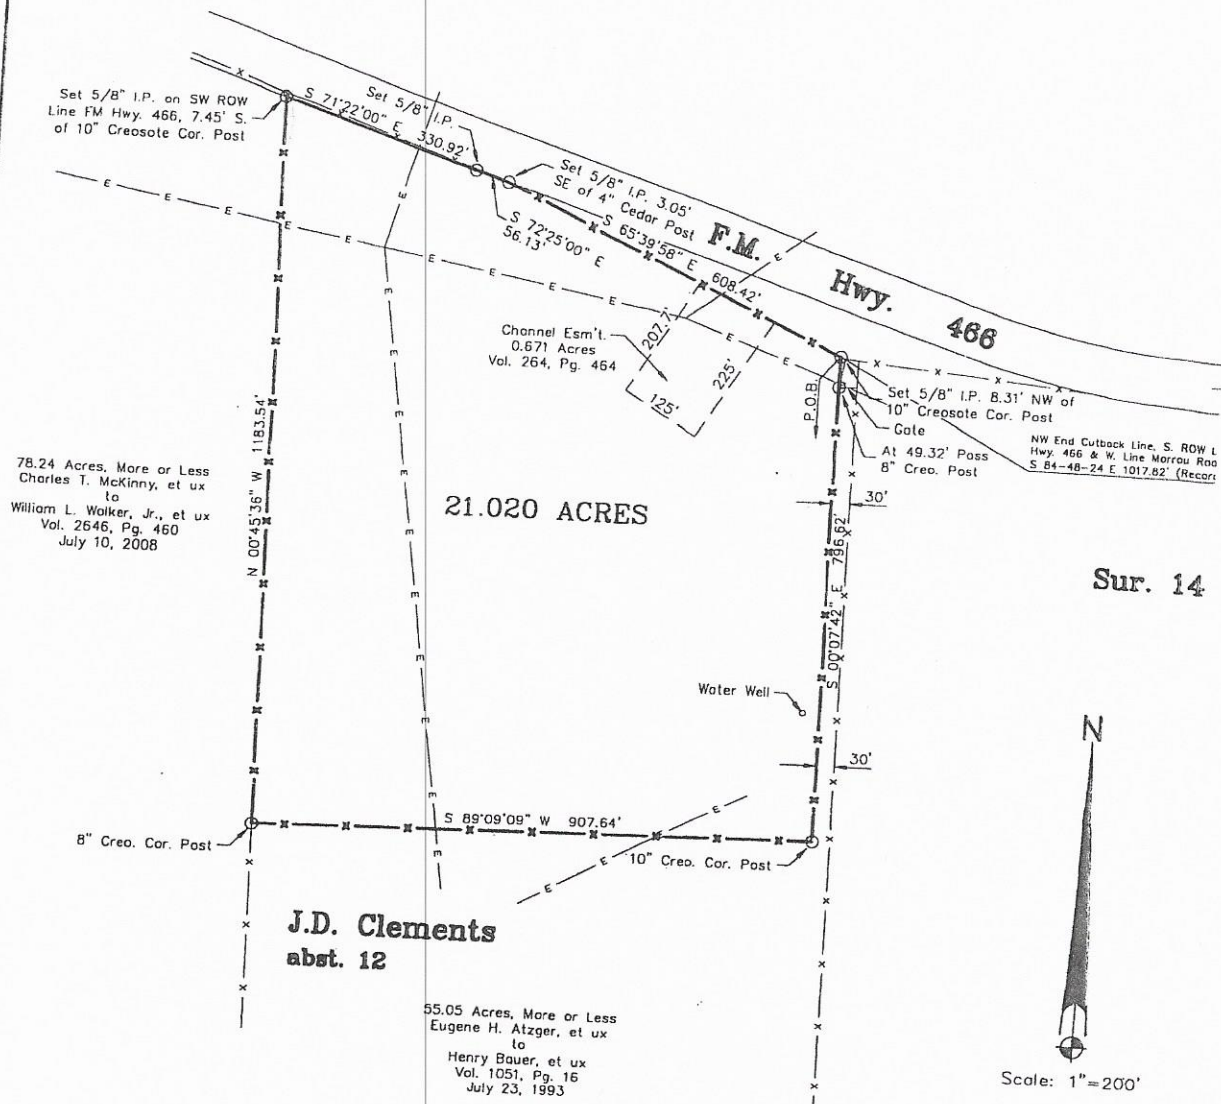 Set 5/8" I.P. on SW ROW
Line FM Hwy. 466, 7.45' S.
of 10" Creosote Cor. Post
S 71°22'00" E 330.92'
Set 5/8" I.P.
Set 5/8" I.P. 3.05'
SE of 4" Cedar Post
S 72°25'00" E
56.13'
S 65°39'58" E 608.42'
F.M. Hwy. 466
Channel Esm't.
0.671 Acres
Vol. 264, Pg. 464
207.7'
225'
125'
P.O.B.
Set 5/8" I.P. 8.31' NW of
10" Creosote Cor. Post
Gate
At 49.32' Pass
8" Creo. Post
NW End Cutback Line, S. ROW L
Hwy. 466 & W. Line Morrou Roa
S 84-48-24 E 1017.82' (Recor
30'
78.24 Acres, More or Less
Charles T. McKinny, et ux
to
William L. Walker, Jr., et ux
Vol. 2646, Pg. 460
July 10, 2008
N 00°45'36" W 1183.54'
21.020 ACRES
S 00°07'42" E 796.62'
Sur. 14
Water Well
30'
N
S 89°09'09" W 907.64'
8" Creo. Cor. Post
10" Creo. Cor. Post
J.D. Clements
abst. 12
55.05 Acres, More or Less
Eugene H. Atzger, et ux
to
Henry Bauer, et ux
Vol. 1051, Pg. 16
July 23, 1993
Scale: 1"=200'